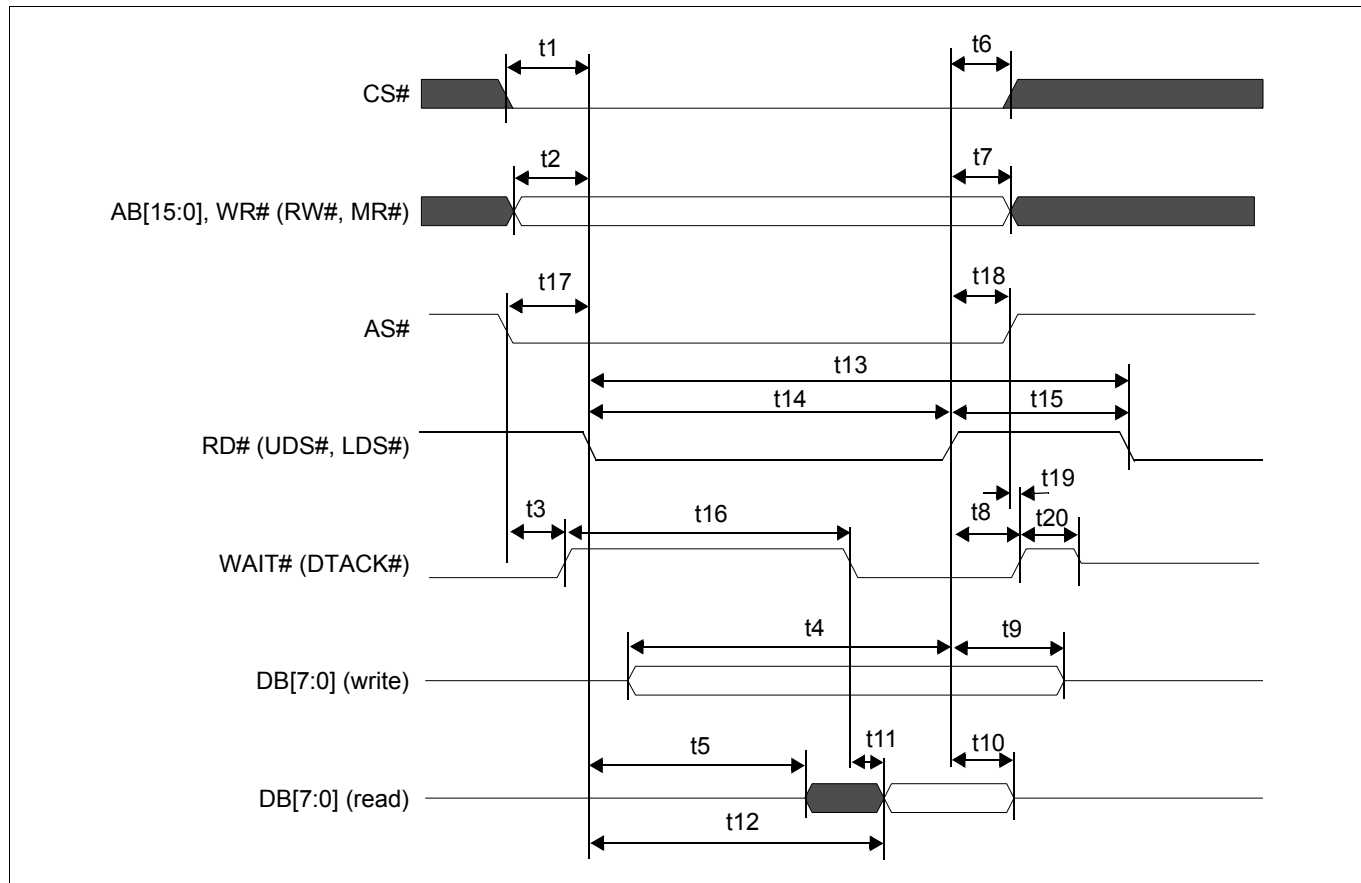 t1
t6
CS#
t2
t7
AB[15:0], WR# (RW#, MR#)
t17
t18
AS#
t13
t14
t15
RD# (UDS#, LDS#)
t19
t3
t16
t8
t20
WAIT# (DTACK#)
t4
t9
DB[7:0] (write)
t5
t11
t10
DB[7:0] (read)
t12